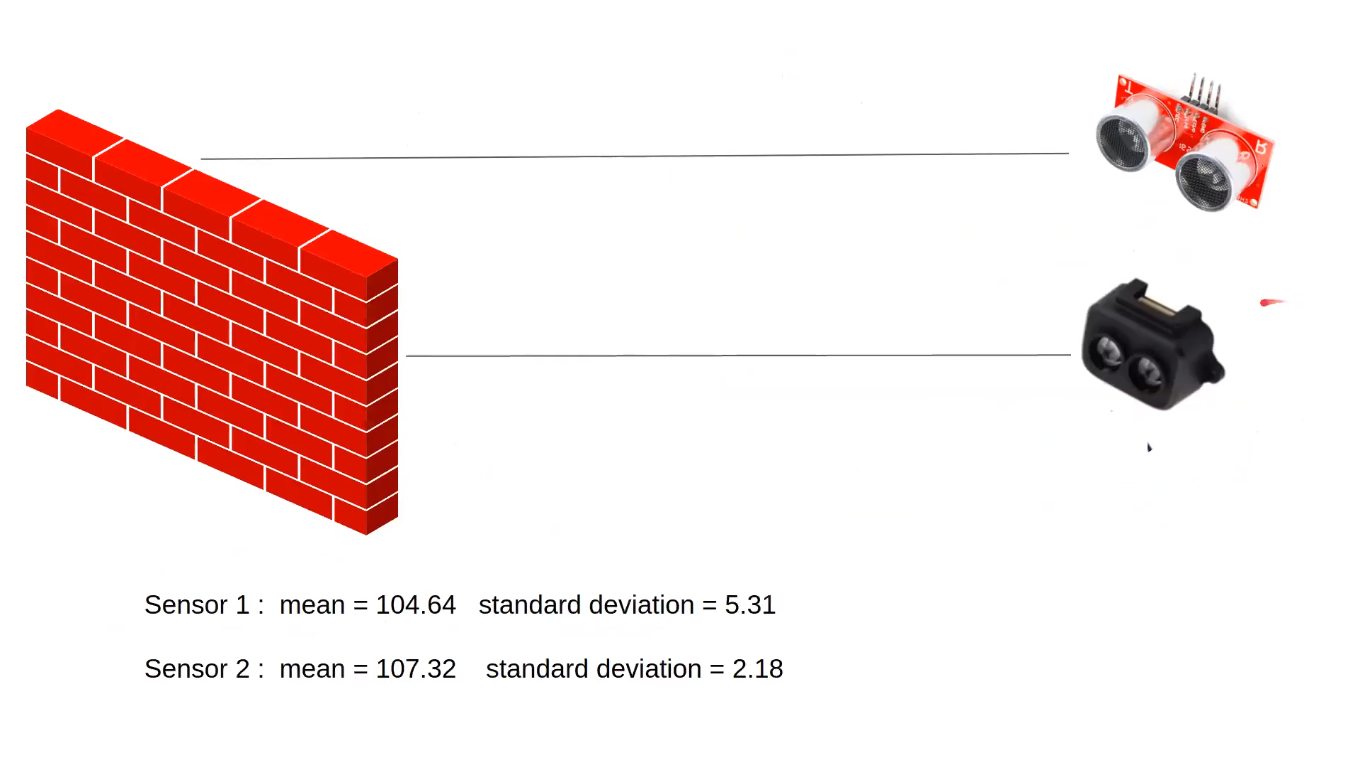 Sensor 1 : mean = 104.64 standard deviation = 5.31
Sensor 2 : mean = 107.32 standard deviation = 2.18